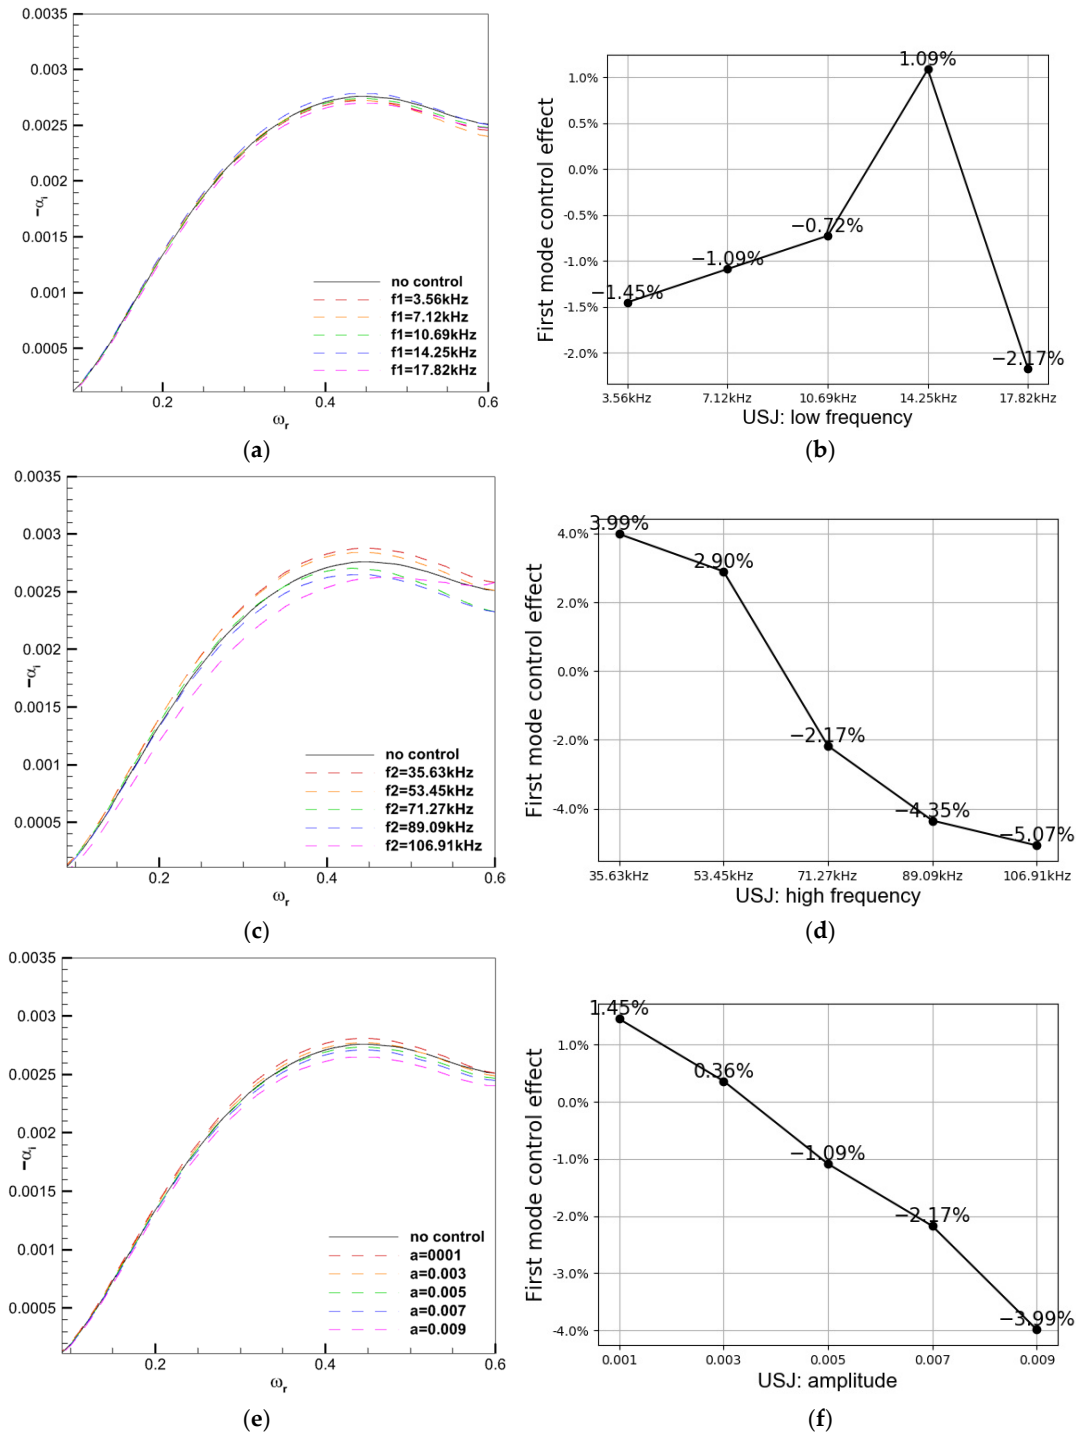 0.0035
0.003
0.0025
0.002
-αi
0.0015
0.001
0.0005
no control
f1=3.56kHz
f1=7.12kHz
f1=10.69kHz
f1=14.25kHz
f1=17.82kHz
0.2 0.4 0.6
ωr
(a)
First mode control effect
1.0%
0.5%
0.0%
-0.5%
-1.0%
-1.5%
-2.0%
−1.45%
−1.09%
−0.72%
1.09%
−2.17%
3.56kHz 7.12kHz 10.69kHz 14.25kHz 17.82kHz
USJ: low frequency
(b)
0.0035
0.003
0.0025
0.002
-αi
0.0015
0.001
0.0005
no control
f2=35.63kHz
f2=53.45kHz
f2=71.27kHz
f2=89.09kHz
f2=106.91kHz
0.2 0.4 0.6
ωr
(c)
First mode control effect
4.0%
2.0%
0.0%
-2.0%
-4.0%
3.99%
2.90%
−2.17%
−4.35%
−5.07%
35.63kHz 53.45kHz 71.27kHz 89.09kHz 106.91kHz
USJ: high frequency
(d)
0.0035
0.003
0.0025
0.002
-αi
0.0015
0.001
0.0005
no control
a=0001
a=0.003
a=0.005
a=0.007
a=0.009
0.2 0.4 0.6
ωr
(e)
First mode control effect
1.0%
0.0%
-1.0%
-2.0%
-3.0%
-4.0%
1.45%
0.36%
−1.09%
−2.17%
−3.99%
0.001 0.003 0.005 0.007 0.009
USJ: amplitude
(f)